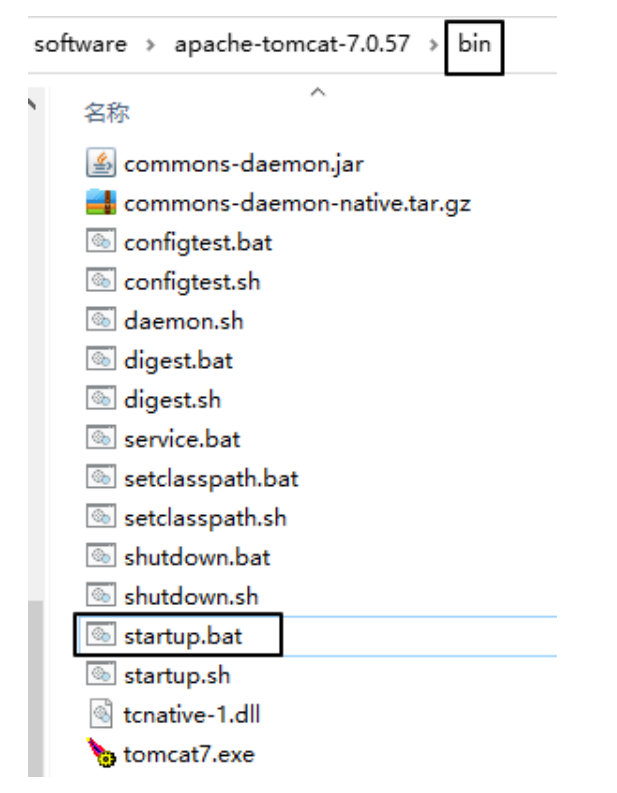 software > apache-tomcat-7.0.57 > bin
名称
commons-daemon.jar
commons-daemon-native.tar.gz
configtest.bat
configtest.sh
daemon.sh
digest.bat
digest.sh
service.bat
setclasspath.bat
setclasspath.sh
shutdown.bat
shutdown.sh
startup.bat
startup.sh
tcnative-1.dll
tomcat7.exe